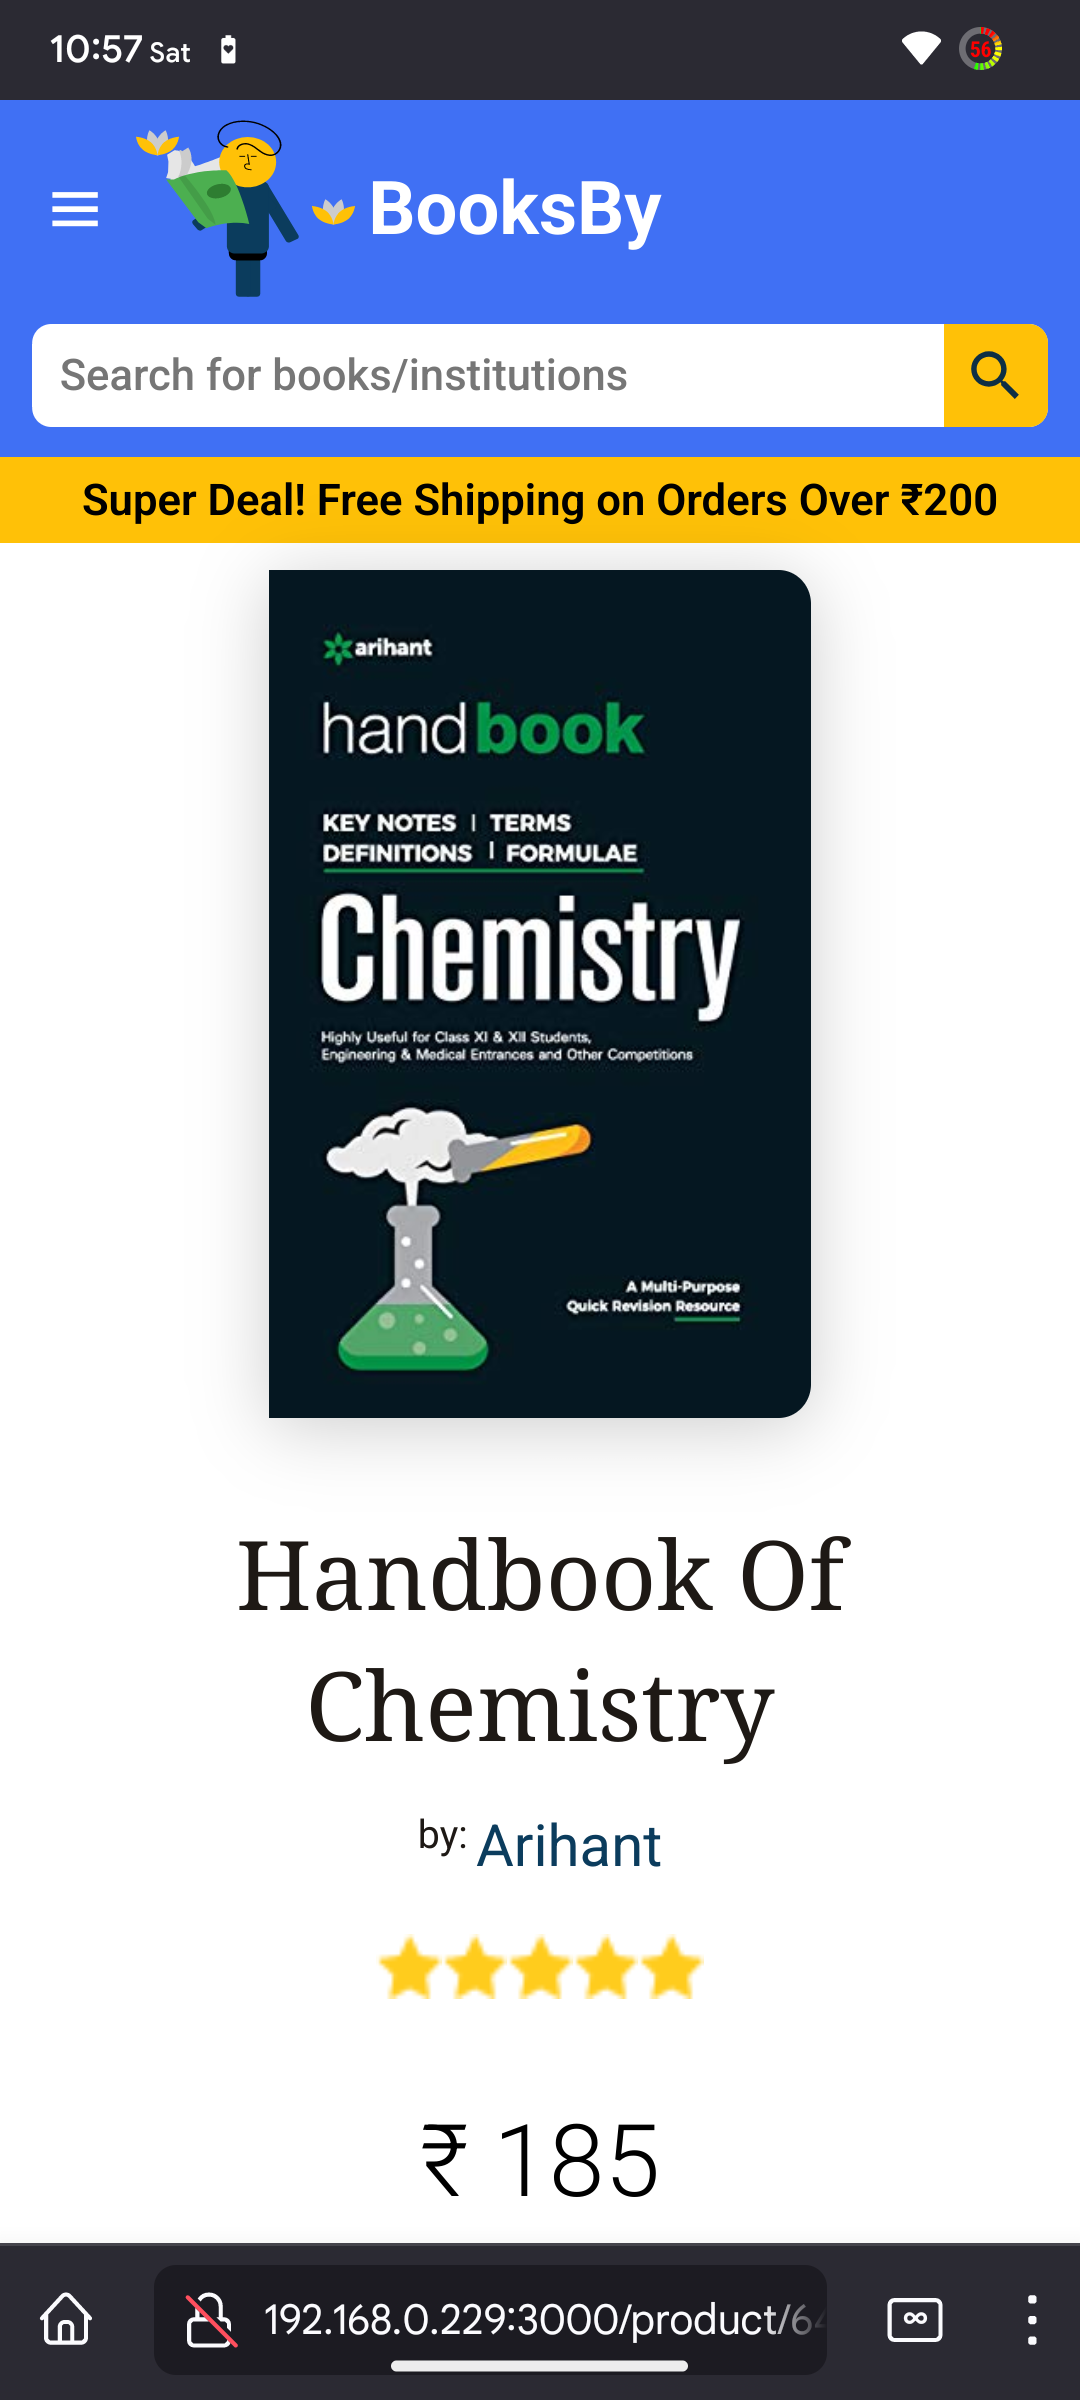 10:57 Sat
56
BooksBy
Search for books/institutions
Super Deal! Free Shipping on Orders Over ₹200
arihant
handbook
KEY NOTES | TERMS
DEFINITIONS | FORMULAE
Chemistry
Highly Useful for Class XI & XII Students,
Engineering & Medical Entrances and Other Competitions
A Multi-Purpose
Quick Revision Resource
Handbook Of
Chemistry
by: Arihant
₹ 185
192.168.0.229:3000/product/64